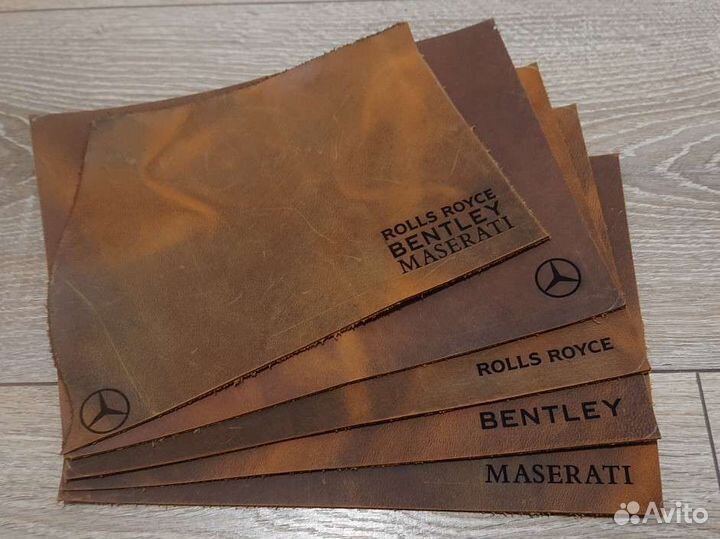 ROLLS ROYCE
BENTLEY
MASERATI
ROLLS ROYCE
BENTLEY
MASERATI
Avito